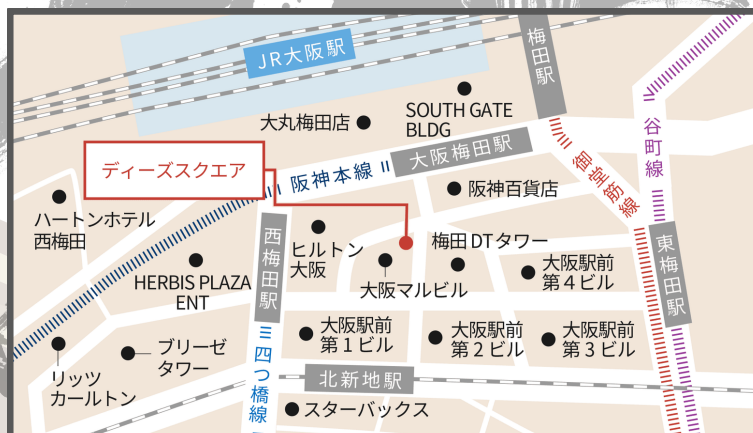 JR大阪駅
梅田駅
SOUTH GATE
BLDG
大丸梅田店
谷町線
大阪梅田駅
ディーズスクエア
阪神本線
御堂筋線
阪神百貨店
ハートンホテル
西梅田
西梅田駅
ヒルトン
大阪
梅田DTタワー
東梅田駅
HERBIS PLAZA
ENT
大阪マルビル
大阪駅前
第4ビル
大阪駅前
第1ビル
大阪駅前
第2ビル
大阪駅前
第3ビル
ブリーゼ
タワー
リッツ
カールトン
四つ橋線
北新地駅
スターバックス